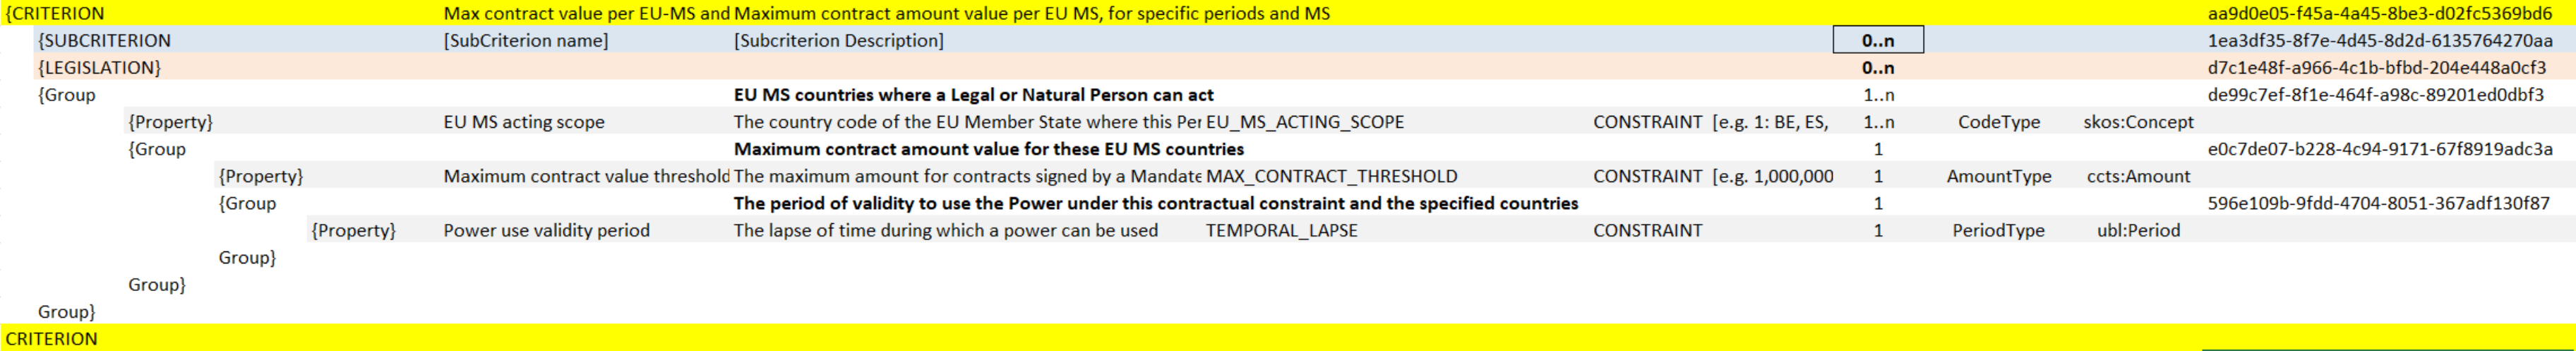 {CRITERION Max contract value per EU-MS and Maximum contract amount value per EU MS, for specific periods and MS aa9d0e05-f45a-4a45-8be3-d02fc5369bd6
{SUBCRITERION [SubCriterion name] [Subcriterion Description] 0..n 1ea3df35-8f7e-4d45-8d2d-6135764270aa
{LEGISLATION} 0..n d7c1e48f-a966-4c1b-bfbd-204e448a0cf3
{Group EU MS countries where a Legal or Natural Person can act 1..n de99c7ef-8f1e-464f-a98c-89201ed0dbf3
{Property} EU MS acting scope The country code of the EU Member State where this Per EU_MS_ACTING_SCOPE CONSTRAINT [e.g. 1: BE, ES, 1..n CodeType skos:Concept
{Group Maximum contract amount value for these EU MS countries 1 e0c7de07-b228-4c94-9171-67f8919adc3a
{Property} Maximum contract value threshold The maximum amount for contracts signed by a Mandate MAX_CONTRACT_THRESHOLD CONSTRAINT [e.g. 1,000,000 1 AmountType ccts:Amount
{Group The period of validity to use the Power under this contractual constraint and the specified countries 1 596e109b-9fdd-4704-8051-367adf130f87
{Property} Power use validity period The lapse of time during which a power can be used TEMPORAL_LAPSE CONSTRAINT 1 PeriodType ubl:Period
Group}
Group}
Group}
CRITERION